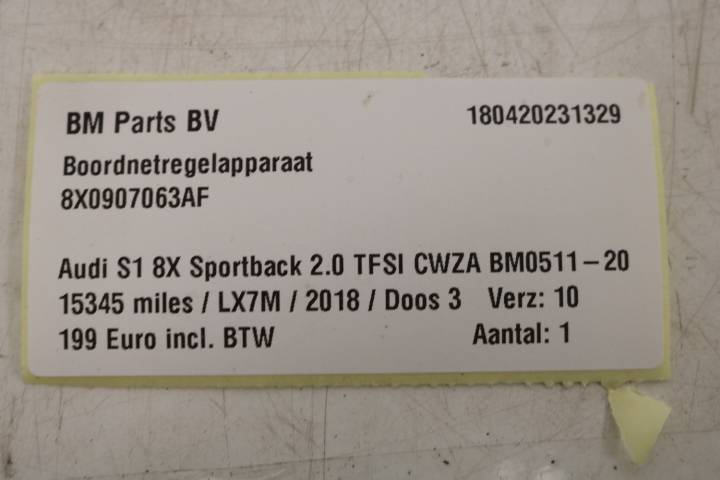 BM Parts BV 180420231329
Boordnetregelapparaat
8X0907063AF
Audi S1 8X Sportback 2.0 TFSI CWZA BM0511-20
15345 miles / LX7M / 2018 / Doos 3 Verz: 10
199 Euro incl. BTW Aantal: 1